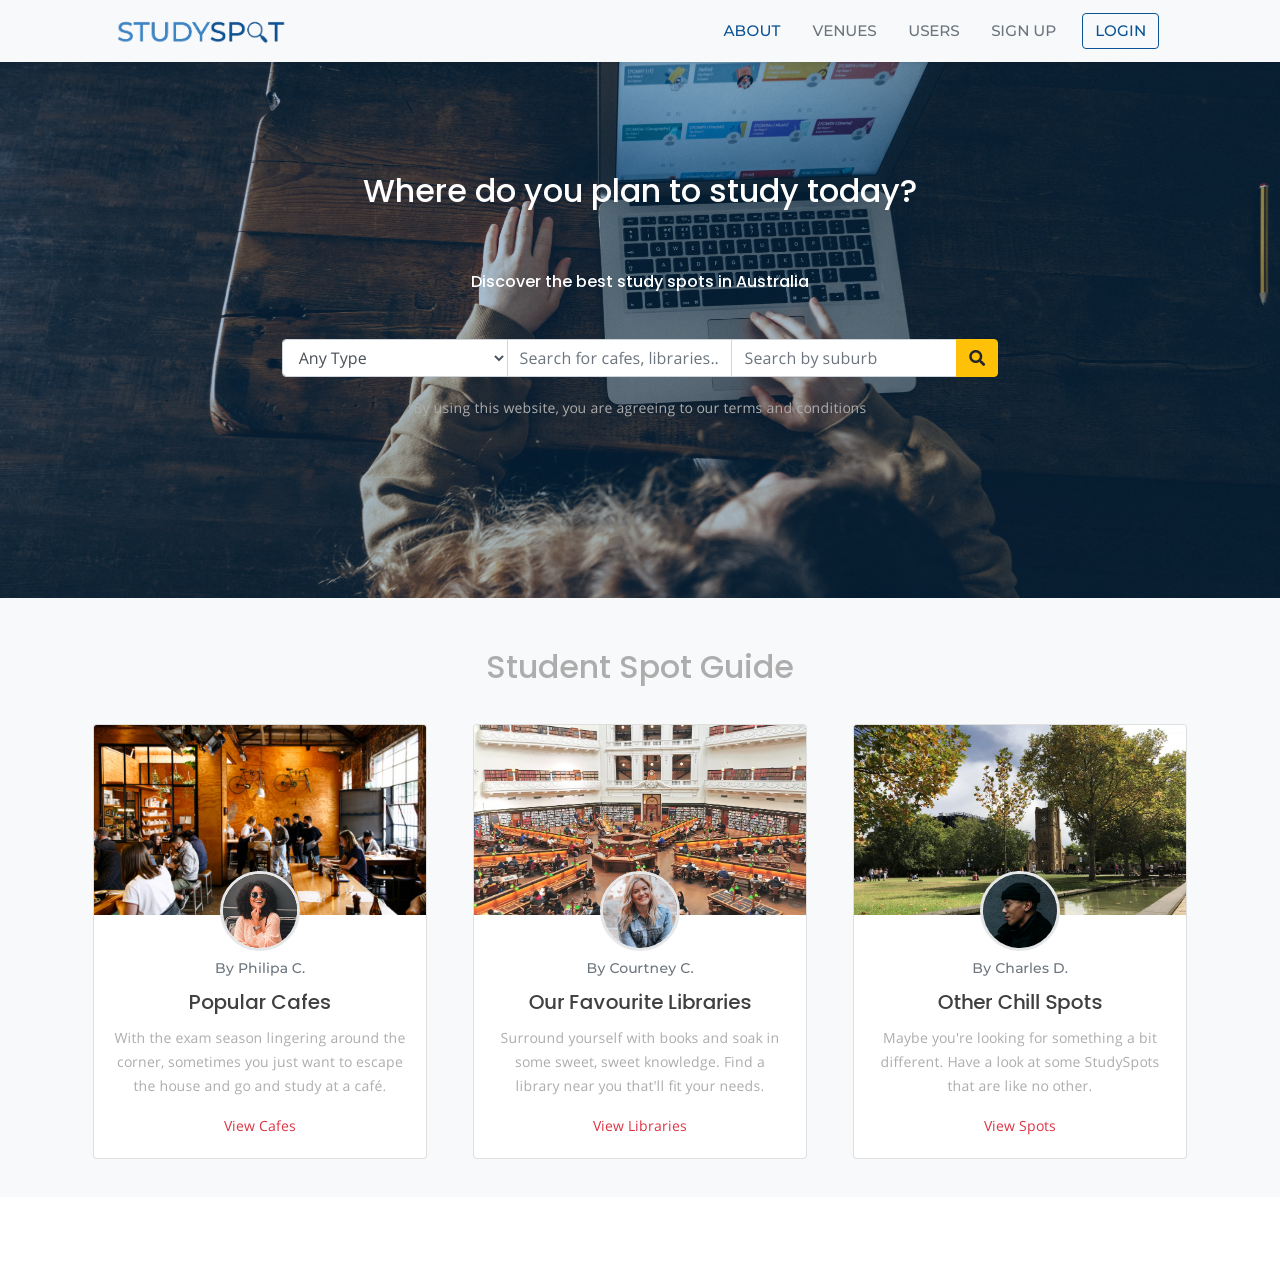 STUDYSPOT
ABOUT VENUES USERS SIGN UP LOGIN
Where do you plan to study today?
Discover the best study spots in Australia
Any Type Search for cafes, libraries.. Search by suburb
By using this website, you are agreeing to our terms and conditions
Student Spot Guide
By Philipa C.
Popular Cafes
With the exam season lingering around the
corner, sometimes you just want to escape
the house and go and study at a café.
View Cafes
By Courtney C.
Our Favourite Libraries
Surround yourself with books and soak in
some sweet, sweet knowledge. Find a
library near you that'll fit your needs.
View Libraries
By Charles D.
Other Chill Spots
Maybe you're looking for something a bit
different. Have a look at some StudySpots
that are like no other.
View Spots